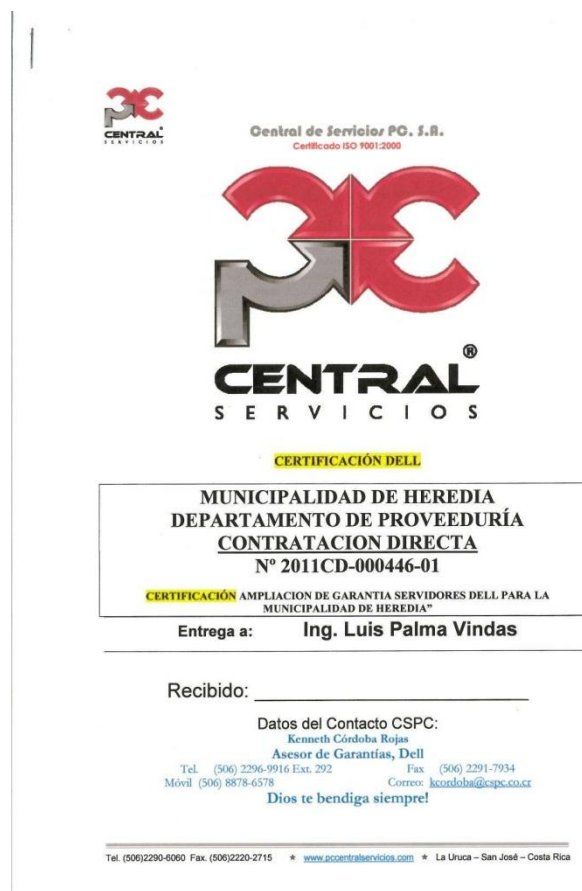 CENTRAL
SERVICIOS
Central de Servicios PC, S.A.
Certificado ISO 9001:2000
pc
CENTRAL®
SERVICIOS
CERTIFICACIÓN DELL
MUNICIPALIDAD DE HEREDIA
DEPARTAMENTO DE PROVEEDURÍA
CONTRATACION DIRECTA
Nº 2011CD-000446-01
CERTIFICACIÓN AMPLIACION DE GARANTIA SERVIDORES DELL PARA LA
MUNICIPALIDAD DE HEREDIA"
Entrega a: Ing. Luis Palma Vindas
Recibido:
Datos del Contacto CSPC:
Kenneth Córdoba Rojas
Asesor de Garantías, Dell
Tel. (506) 2296-9916 Ext. 292 Fax (506) 2291-7934
Móvil (506) 8878-6578 Correo: kcordoba@cspc.co.cr
Dios te bendiga siempre!
Tel. (506)2290-6060 Fax. (506)2220-2715 * www.pccentralservicios.com * La Uruca – San José – Costa Rica